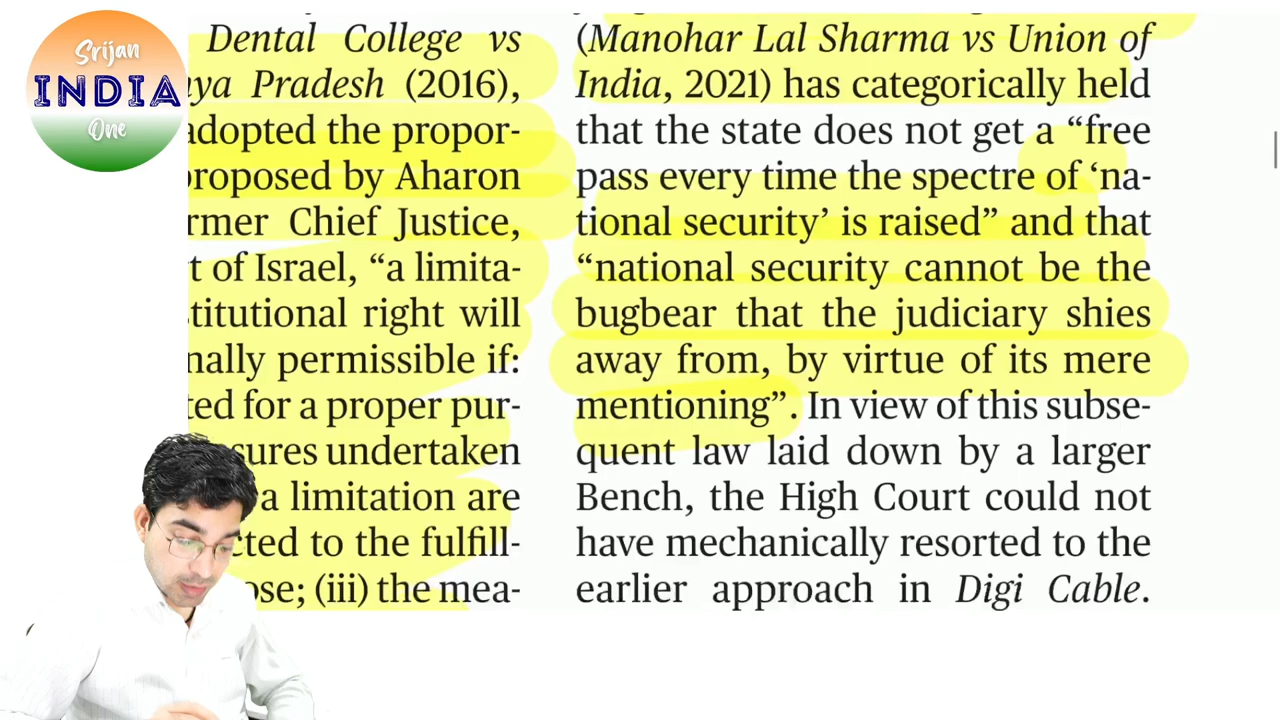 Srijan
INDIA
One
Dental College vs
ya Pradesh (2016),
adopted the propor-
proposed by Aharon
rmer Chief Justice,
t of Israel, “a limita-
stitutional right will
nally permissible if:
ted for a proper pur-
sures undertaken
a limitation are
cted to the fulfill-
ose; (iii) the mea-
(Manohar Lal Sharma vs Union of
India, 2021) has categorically held
that the state does not get a “free
pass every time the spectre of ‘na-
tional security’ is raised” and that
“national security cannot be the
bugbear that the judiciary shies
away from, by virtue of its mere
mentioning”. In view of this subse-
quent law laid down by a larger
Bench, the High Court could not
have mechanically resorted to the
earlier approach in Digi Cable.